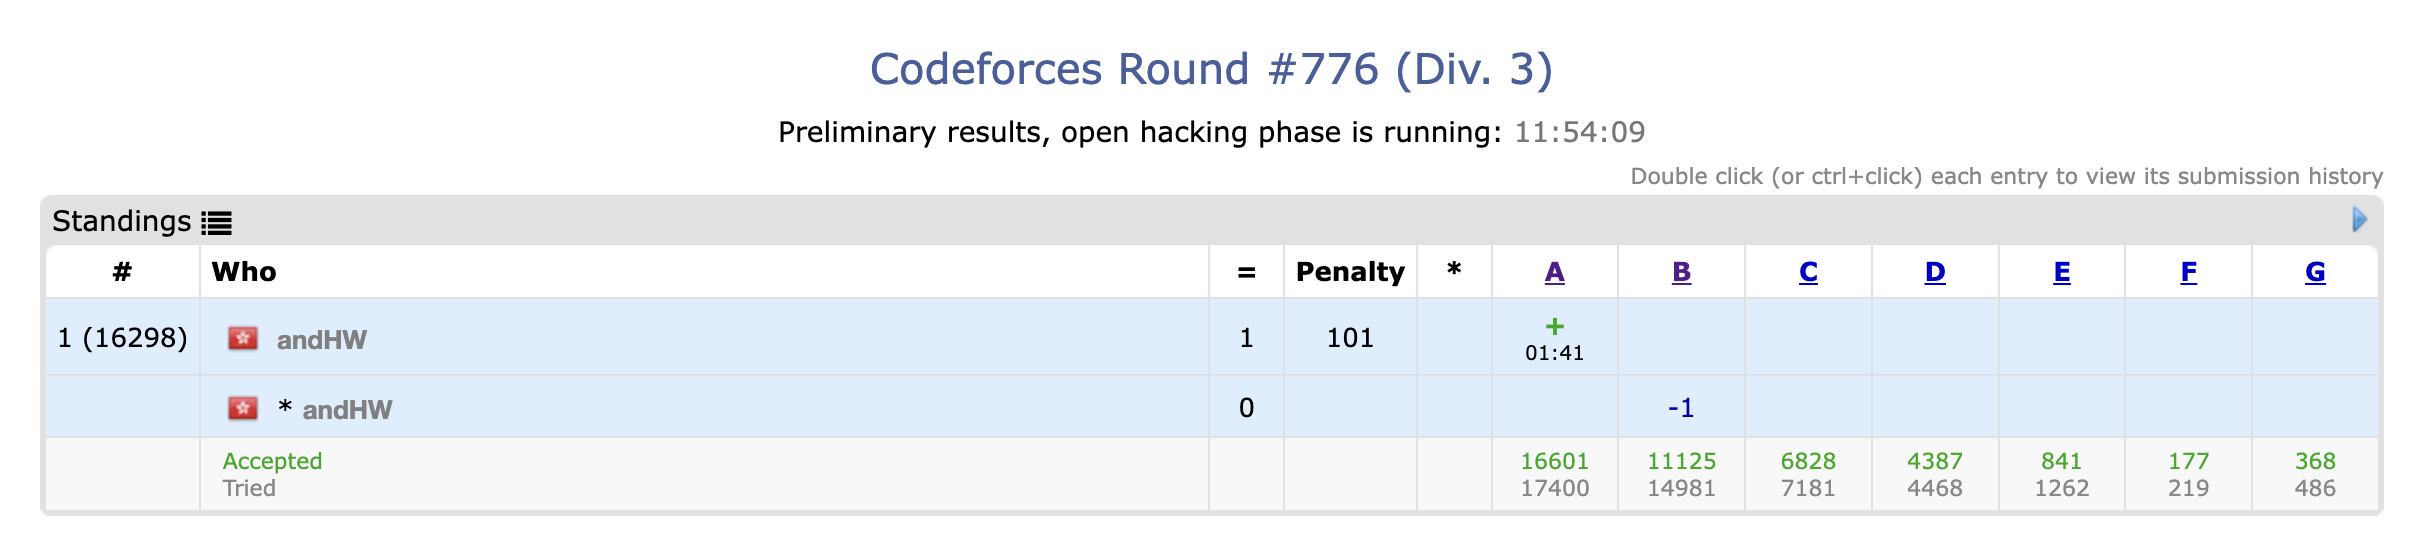 Codeforces Round #776 (Div. 3)
Preliminary results, open hacking phase is running: 11:54:09
Double click (or ctrl+click) each entry to view its submission history
Standings
# Who = Penalty * A B C D E F G
1 (16298) andHW 1 101 +
01:41
* andHW 0 -1
Accepted 16601 11125 6828 4387 841 177 368
Tried 17400 14981 7181 4468 1262 219 486